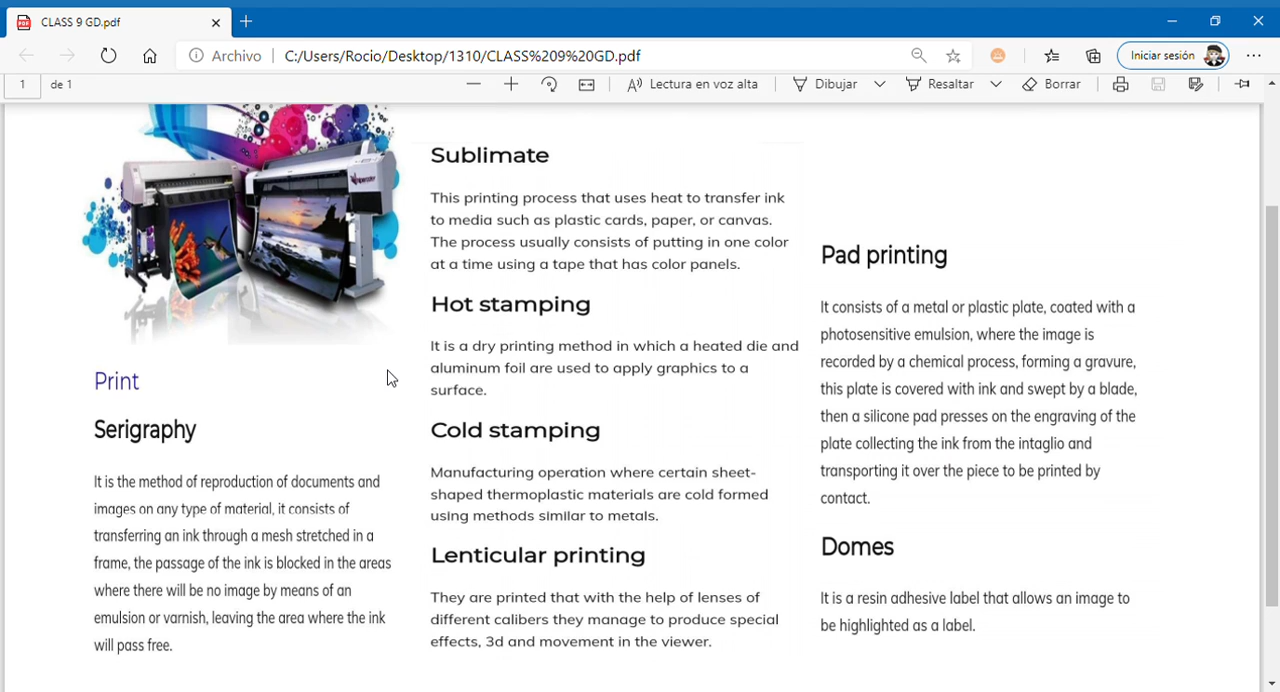 CLASS 9 GD.pdf
Archivo
C:/Users/Rocio/Desktop/1310/CLASS%209%20GD.pdf
Iniciar sesión
1
de 1
Lectura en voz alta
Dibujar
Resaltar
Borrar
Print
Serigraphy
It is the method of reproduction of documents and
images on any type of material, it consists of
transferring an ink through a mesh stretched in a
frame, the passage of the ink is blocked in the areas
where there will be no image by means of an
emulsion or varnish, leaving the area where the ink
will pass free.
Sublimate
This printing process that uses heat to transfer ink
to media such as plastic cards, paper, or canvas.
The process usually consists of putting in one color
at a time using a tape that has color panels.
Hot stamping
It is a dry printing method in which a heated die and
aluminum foil are used to apply graphics to a
surface.
Cold stamping
Manufacturing operation where certain sheet-
shaped thermoplastic materials are cold formed
using methods similar to metals.
Lenticular printing
They are printed that with the help of lenses of
different calibers they manage to produce special
effects, 3d and movement in the viewer.
Pad printing
It consists of a metal or plastic plate, coated with a
photosensitive emulsion, where the image is
recorded by a chemical process, forming a gravure,
this plate is covered with ink and swept by a blade,
then a silicone pad presses on the engraving of the
plate collecting the ink from the intaglio and
transporting it over the piece to be printed by
contact.
Domes
It is a resin adhesive label that allows an image to
be highlighted as a label.